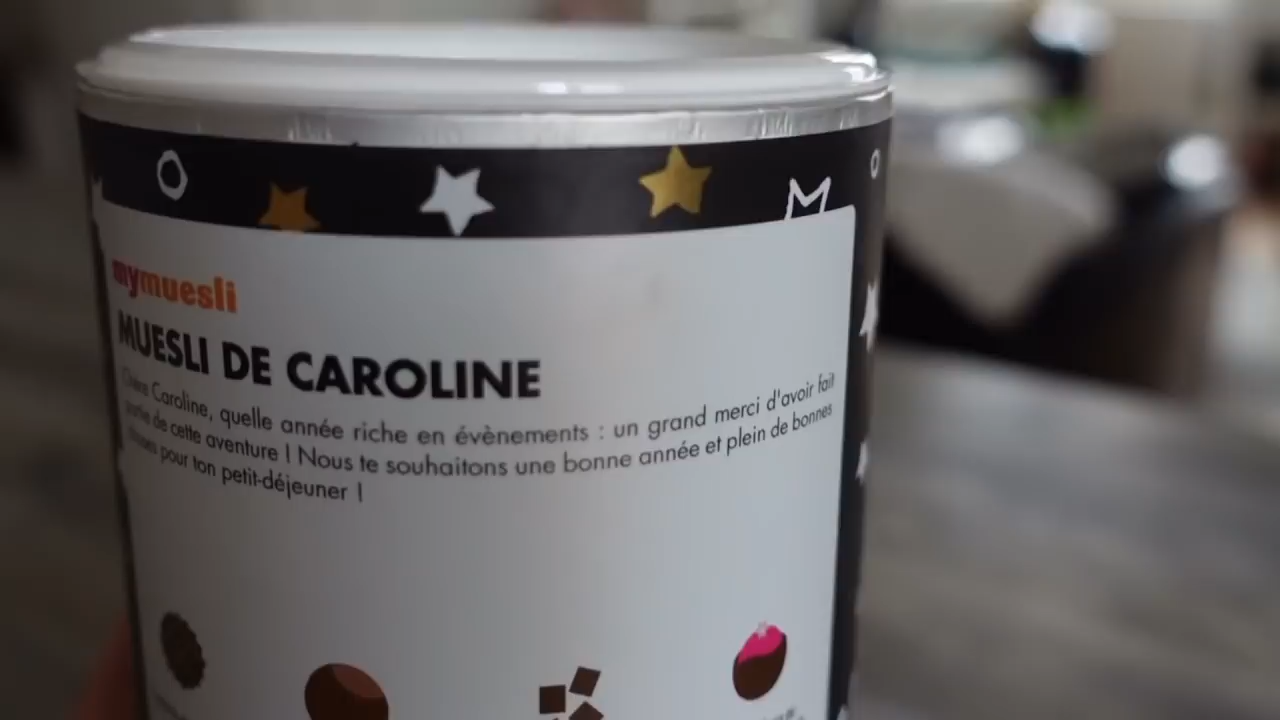 mymuesli
MUESLI DE CAROLINE
Chère Caroline, quelle année riche en évènements : un grand merci d'avoir fait
partie de cette aventure ! Nous te souhaitons une bonne année et plein de bonnes
choses pour ton petit-déjeuner !